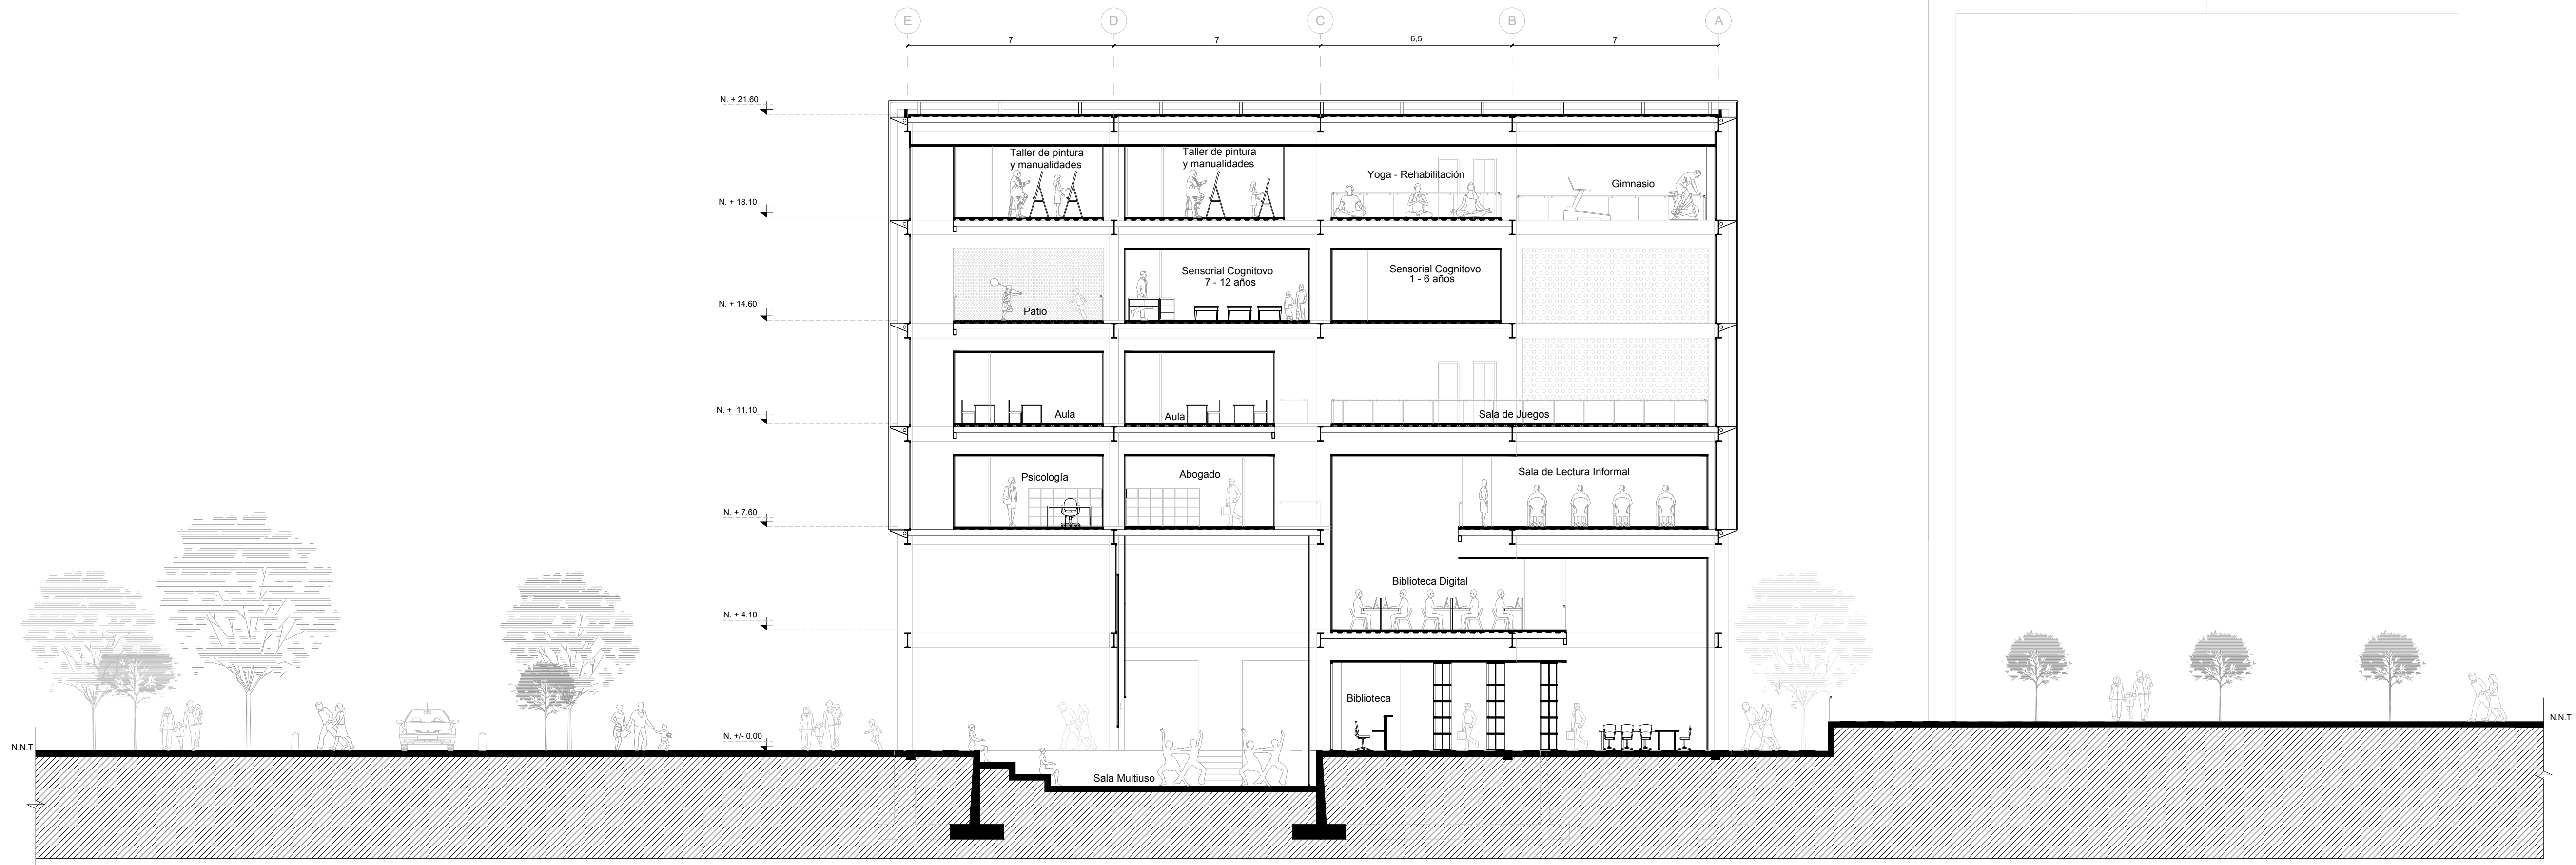 E D C B A
7 7 6,5 7
N. + 21.60
Taller de pintura
y manualidades
Taller de pintura
y manualidades
Yoga - Rehabilitación
Gimnasio
N. + 18.10
Sensorial Cognitovo
7 - 12 años
Sensorial Cognitovo
1 - 6 años
Patio
N. + 14.60
Aula
Aula
Sala de Juegos
N. + 11.10
Psicología
Abogado
Sala de Lectura Informal
N. + 7.60
Biblioteca Digital
N. + 4.10
Biblioteca
N. +/- 0.00
N.N.T
N.N.T
Sala Multiuso